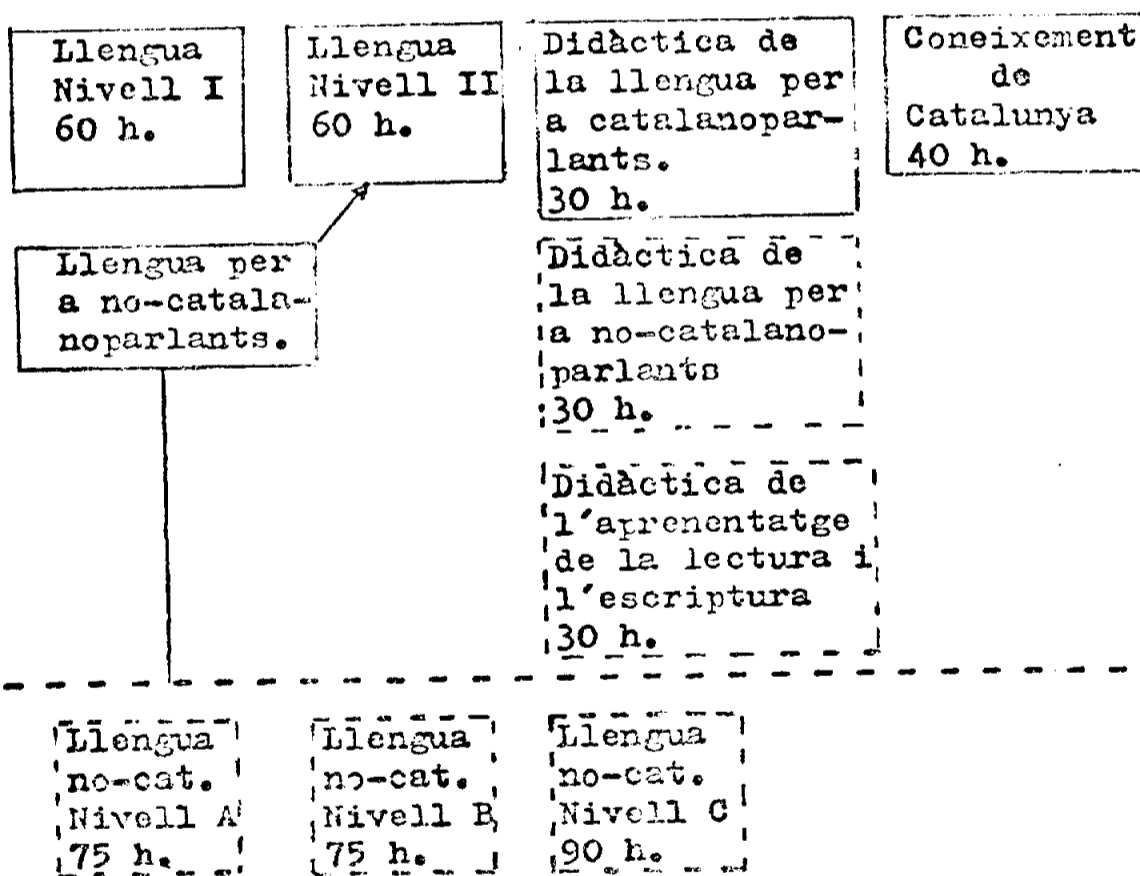 Llengua
Nivell I
60 h.
Llengua
Nivell II
60 h.
Didàctica de
la llengua per
a catalanopar-
lants.
30 h.
Coneixement
de
Catalunya
40 h.
Llengua per
a no-catala-
noparlants.
Didàctica de
la llengua per
a no-catalano-
parlants
30 h.
Didàctica de
l'aprenentatge
de la lectura i
l'escriptura
30 h.
Llengua
no-cat.
Nivell A
75 h.
Llengua
no-cat.
Nivell B
75 h.
Llengua
no-cat.
Nivell C
90 h.